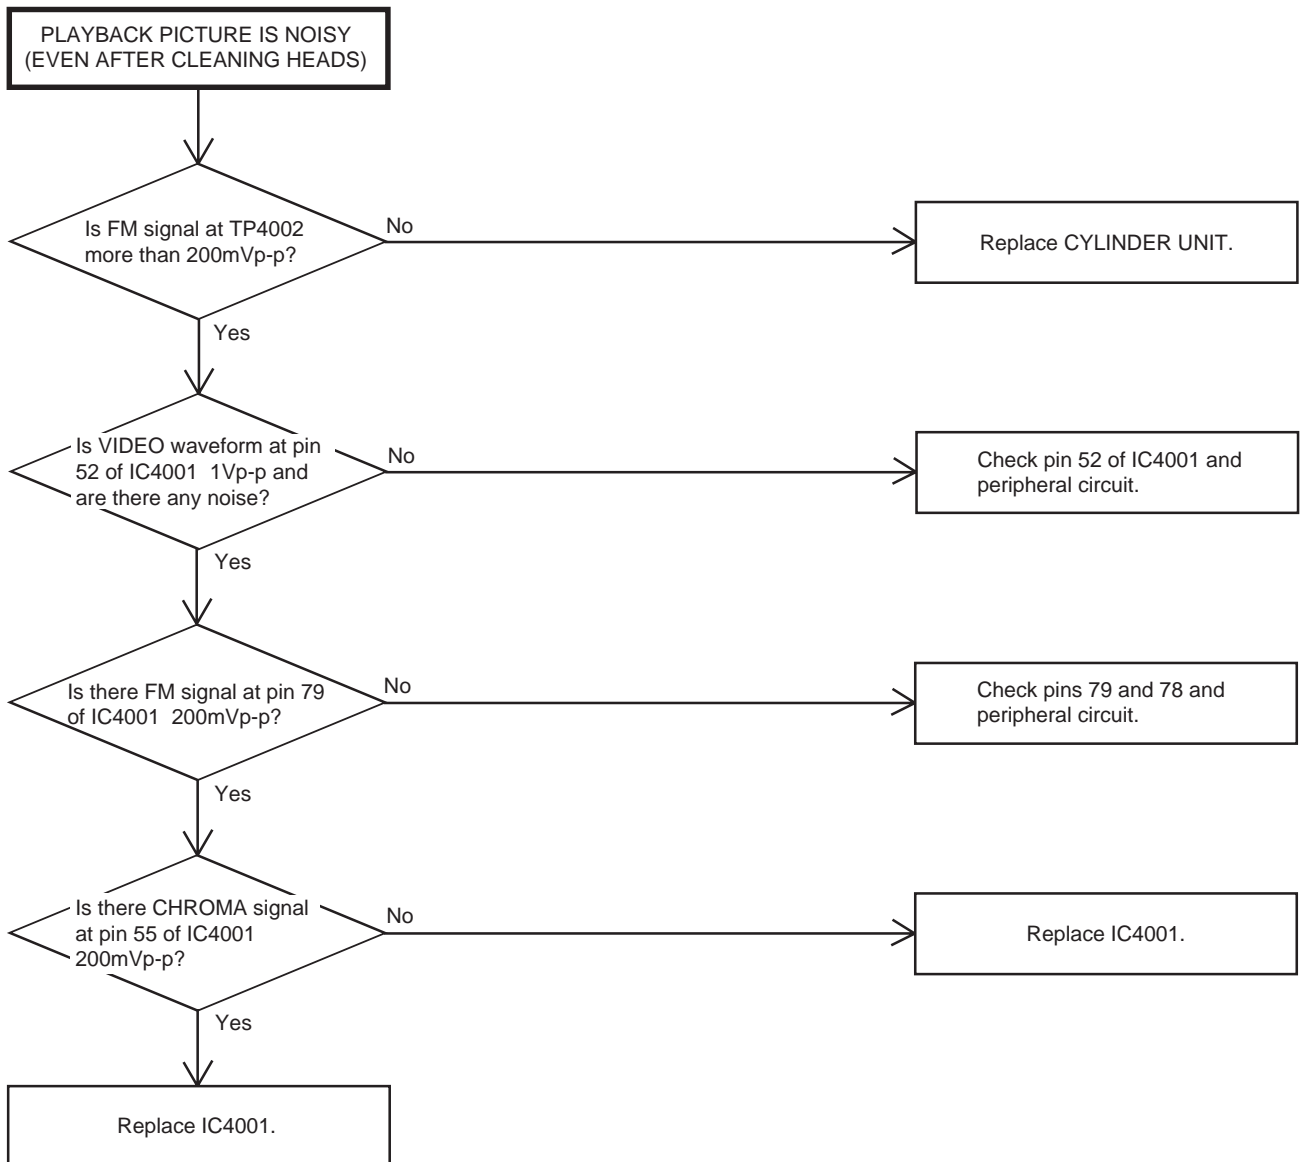 PLAYBACK PICTURE IS NOISY
(EVEN AFTER CLEANING HEADS)
Is FM signal at TP4002
more than 200mVp-p?
No
Replace CYLINDER UNIT.
Yes
Is VIDEO waveform at pin
52 of IC4001 1Vp-p and
are there any noise?
No
Check pin 52 of IC4001 and
peripheral circuit.
Yes
Is there FM signal at pin 79
of IC4001 200mVp-p?
No
Check pins 79 and 78 and
peripheral circuit.
Yes
Is there CHROMA signal
at pin 55 of IC4001
200mVp-p?
No
Replace IC4001.
Yes
Replace IC4001.